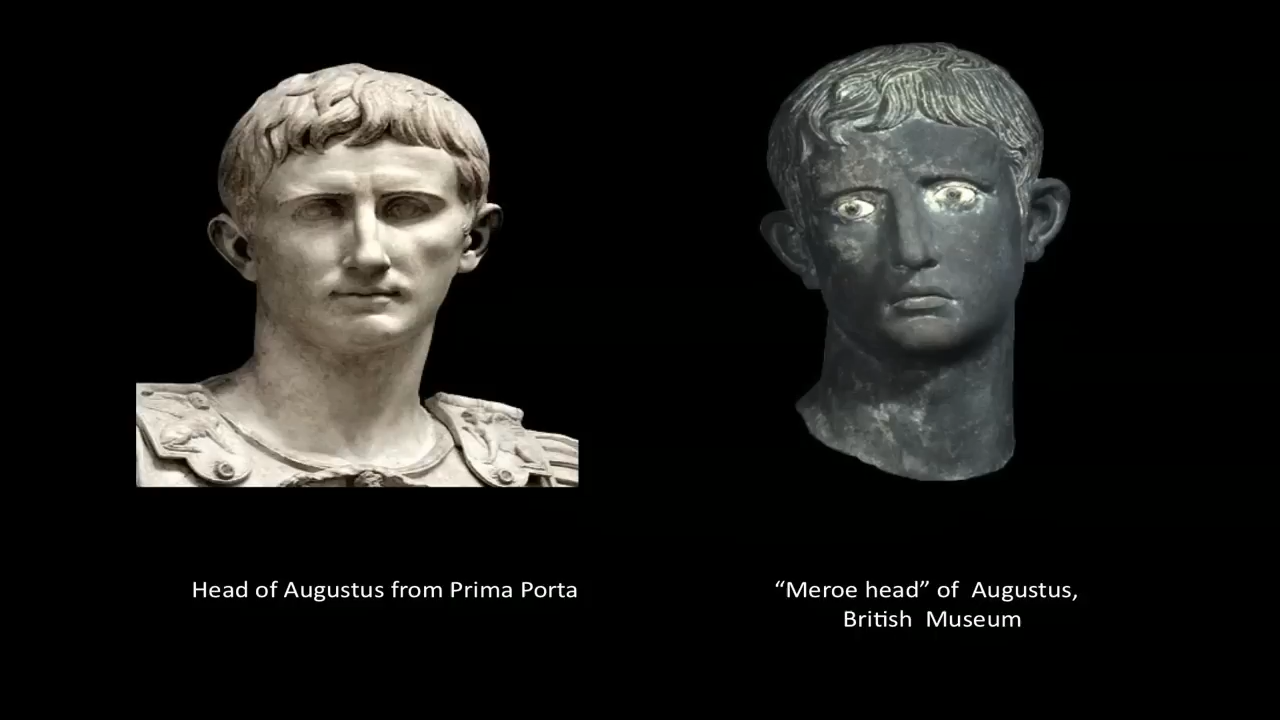 Head of Augustus from Prima Porta
“Meroe head” of  Augustus,
British  Museum